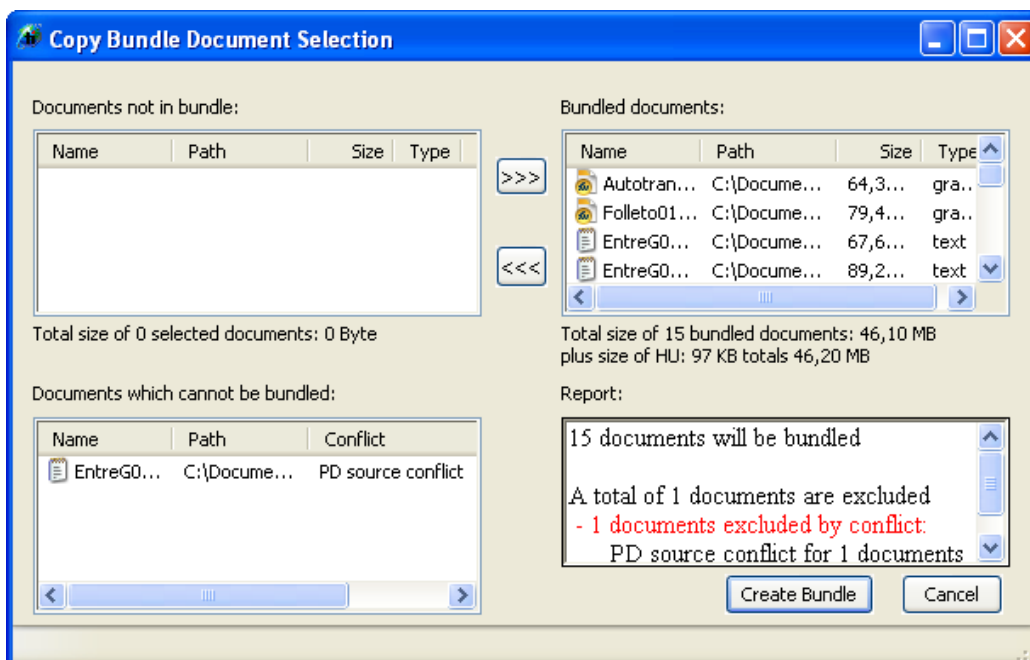 Copy Bundle Document Selection
Documents not in bundle:
Name Path Size Type
Total size of 0 selected documents: 0 Byte
>>>
<<<
Bundled documents:
Name Path Size Type
Autotran... C:\Docume... 64,3... gra..
Folleto01... C:\Docume... 79,4... gra..
EntreG0... C:\Docume... 67,6... text
EntreG0... C:\Docume... 89,2... text
Total size of 15 bundled documents: 46,10 MB
plus size of HU: 97 KB totals 46,20 MB
Documents which cannot be bundled:
Name Path Conflict
EntreG0... C:\Docume... PD source conflict
Report:
15 documents will be bundled
A total of 1 documents are excluded
- 1 documents excluded by conflict:
PD source conflict for 1 documents
Create Bundle Cancel